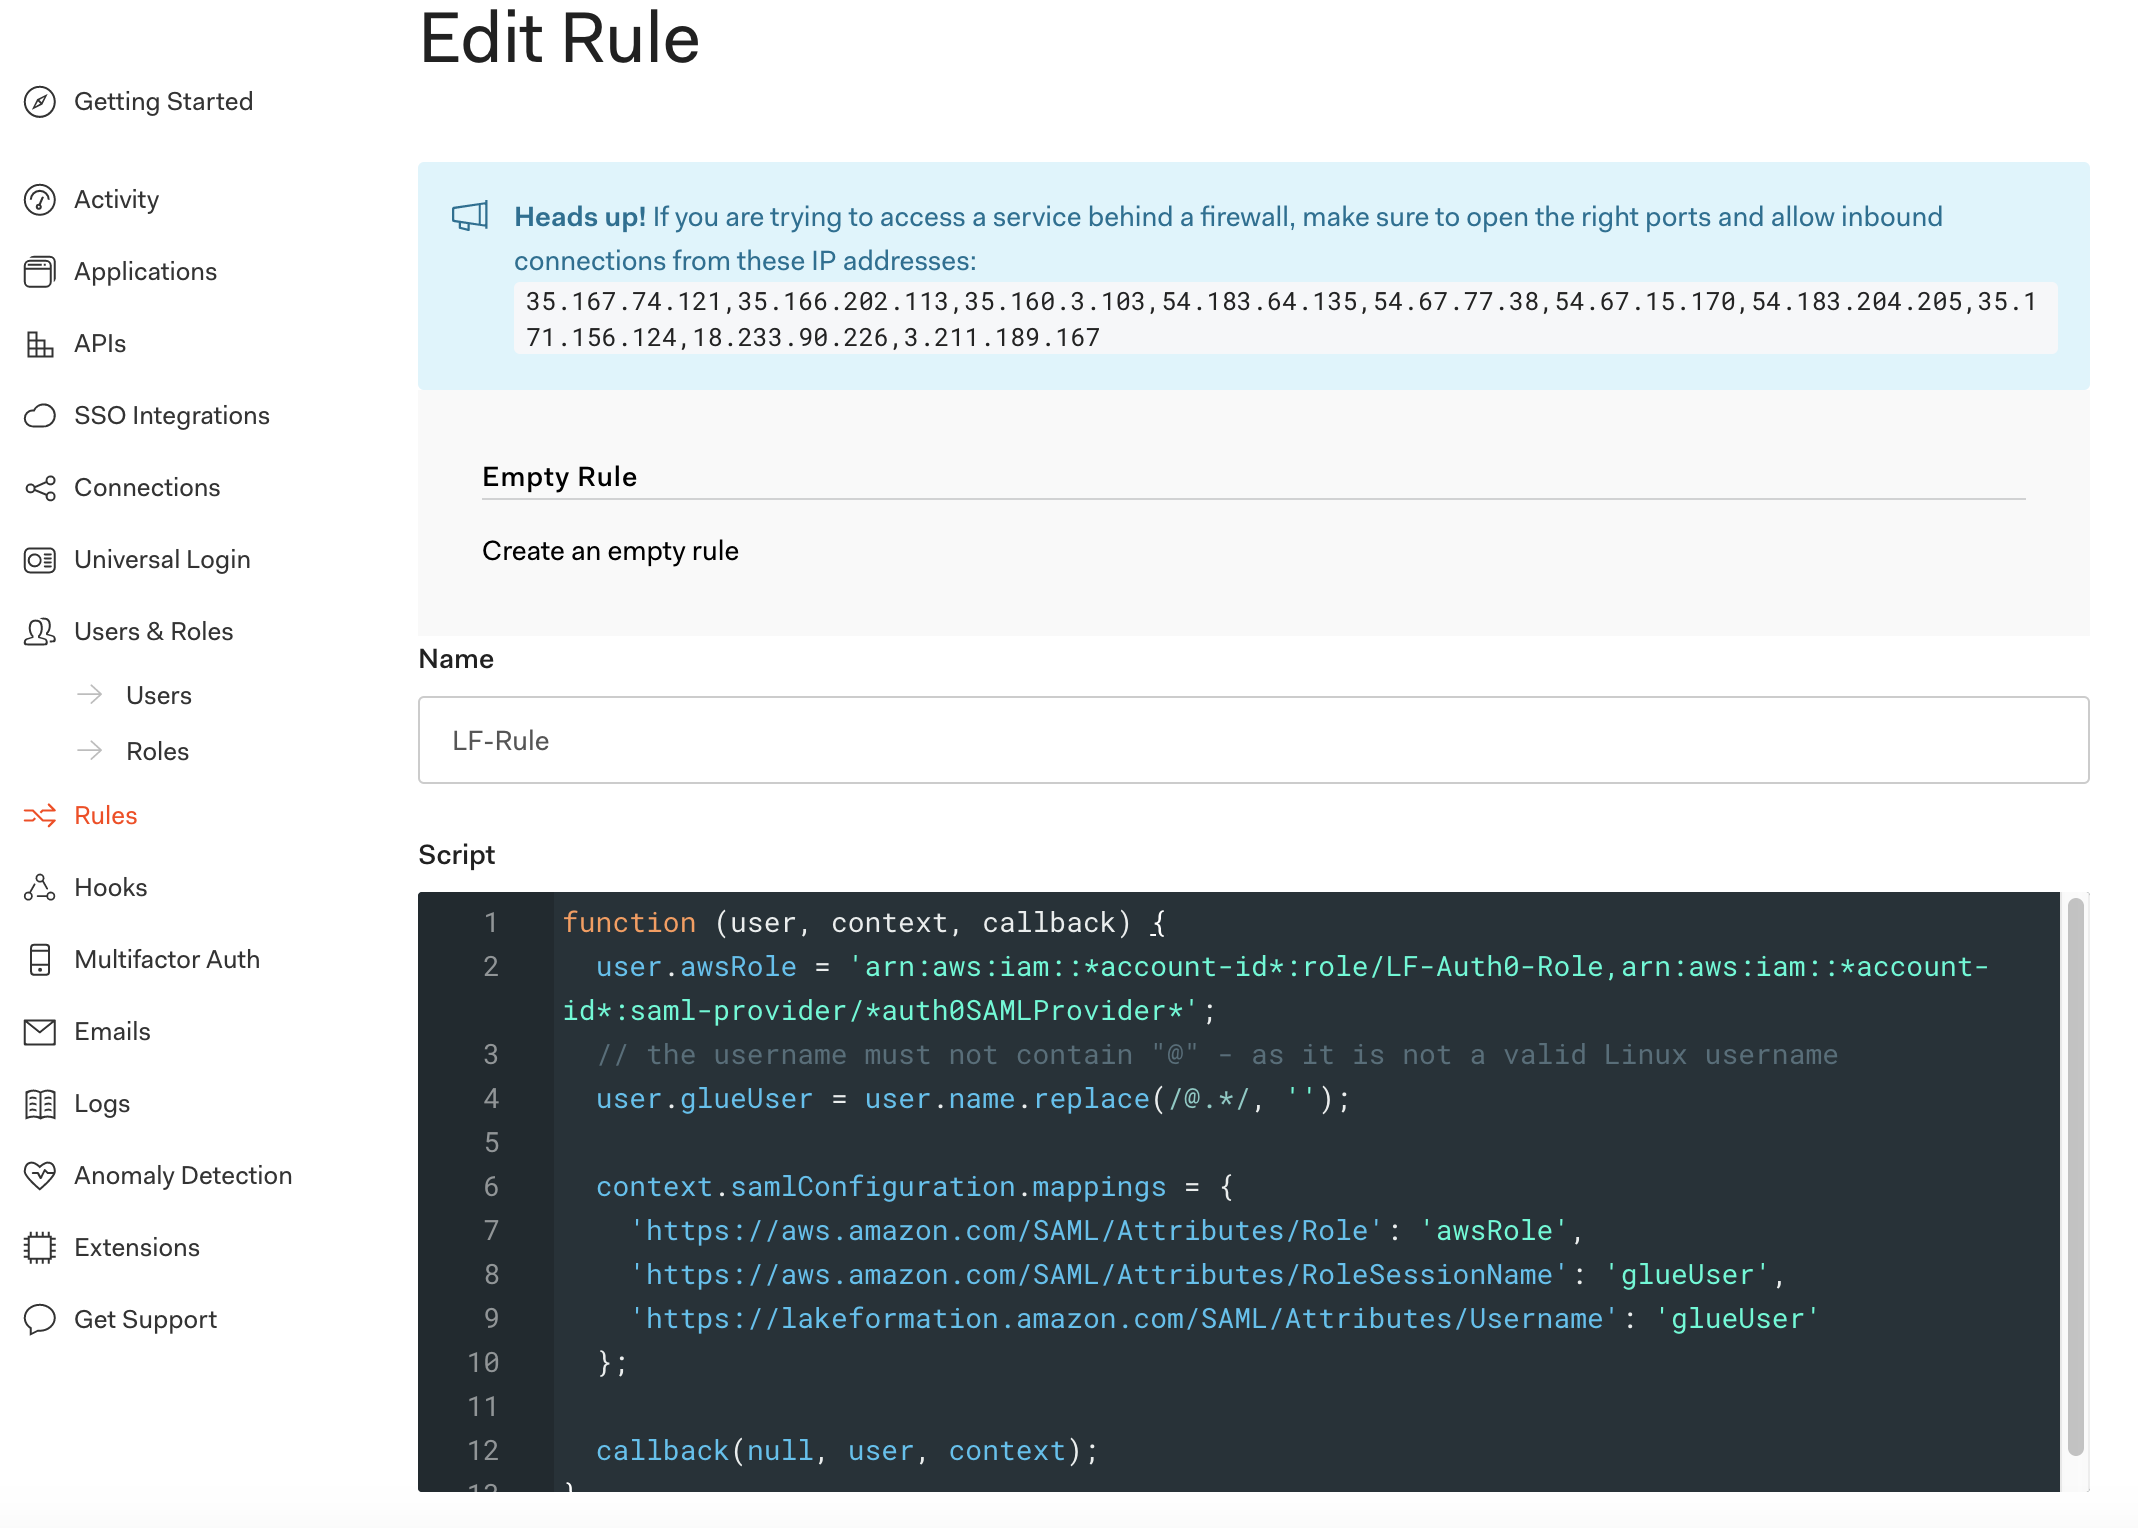 Edit Rule
Getting Started
Activity
Applications
APIs
SSO Integrations
Connections
Universal Login
Users & Roles
Users
Roles
Rules
Hooks
Multifactor Auth
Emails
Logs
Anomaly Detection
Extensions
Get Support
Heads up! If you are trying to access a service behind a firewall, make sure to open the right ports and allow inbound
connections from these IP addresses:
35.167.74.121,35.166.202.113,35.160.3.103,54.183.64.135,54.67.77.38,54.67.15.170,54.183.204.205,35.1
71.156.124,18.233.90.226,3.211.189.167
Empty Rule
Create an empty rule
Name
LF-Rule
Script
1 function (user, context, callback) {
2   user.awsRole = 'arn:aws:iam::*account-id*:role/LF-Auth0-Role,arn:aws:iam::*account-
id*:saml-provider/*auth0SAMLProvider*';
3   // the username must not contain "@" - as it is not a valid Linux username
4   user.glueUser = user.name.replace(/@.*/, '');
5
6   context.samlConfiguration.mappings = {
7     'https://aws.amazon.com/SAML/Attributes/Role': 'awsRole',
8     'https://aws.amazon.com/SAML/Attributes/RoleSessionName': 'glueUser',
9     'https://lakeformation.amazon.com/SAML/Attributes/Username': 'glueUser'
10   };
11
12   callback(null, user, context);
13 }